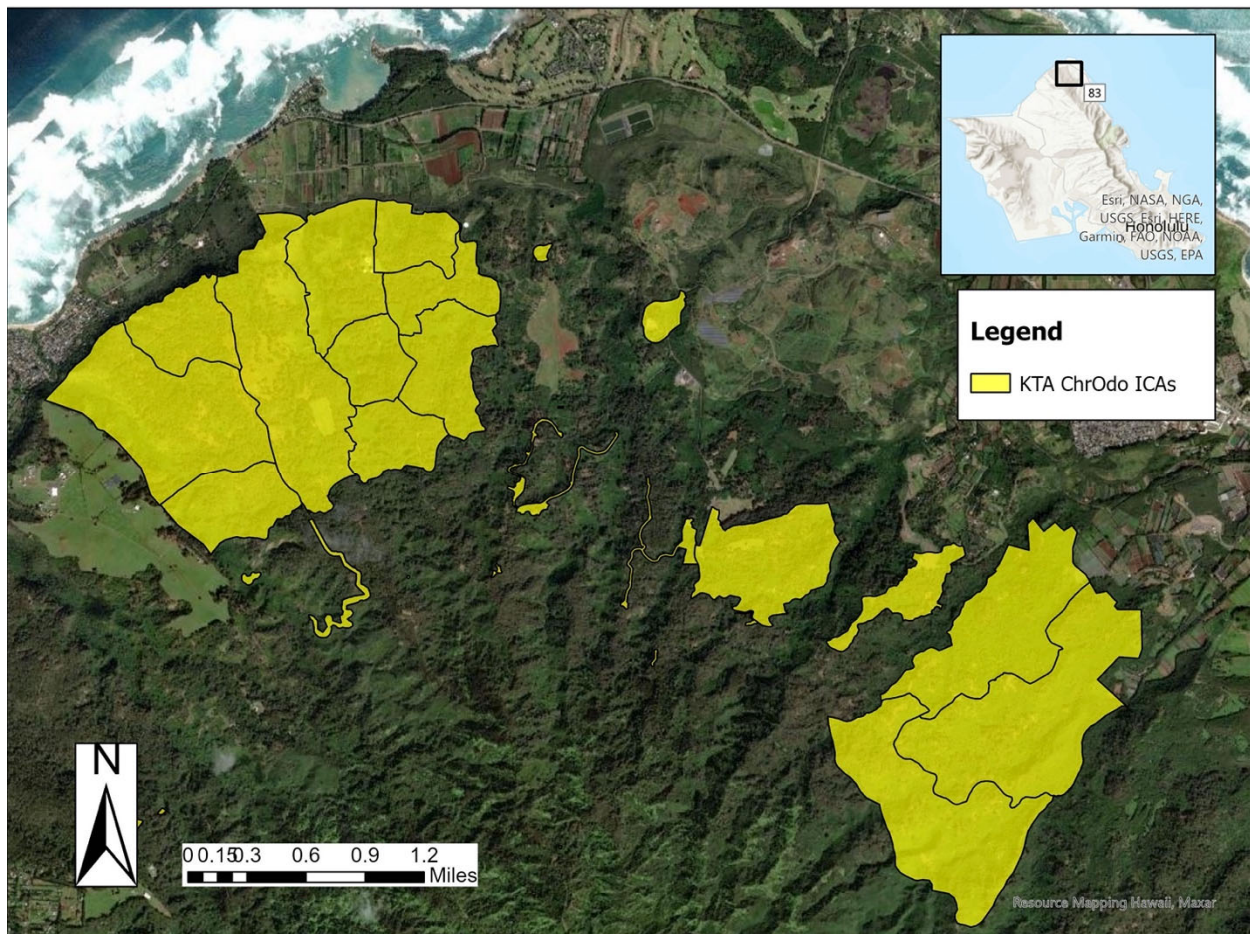 83
Esri, NASA, NGA,
USGS, Esri, HERE,
Honolulu
Garmin, FAO, NOAA,
USGS, EPA
Legend
KTA ChrOdo ICAs
N
0 0.15 0.3 0.6 0.9 1.2
Miles
Resource Mapping Hawaii, Maxar